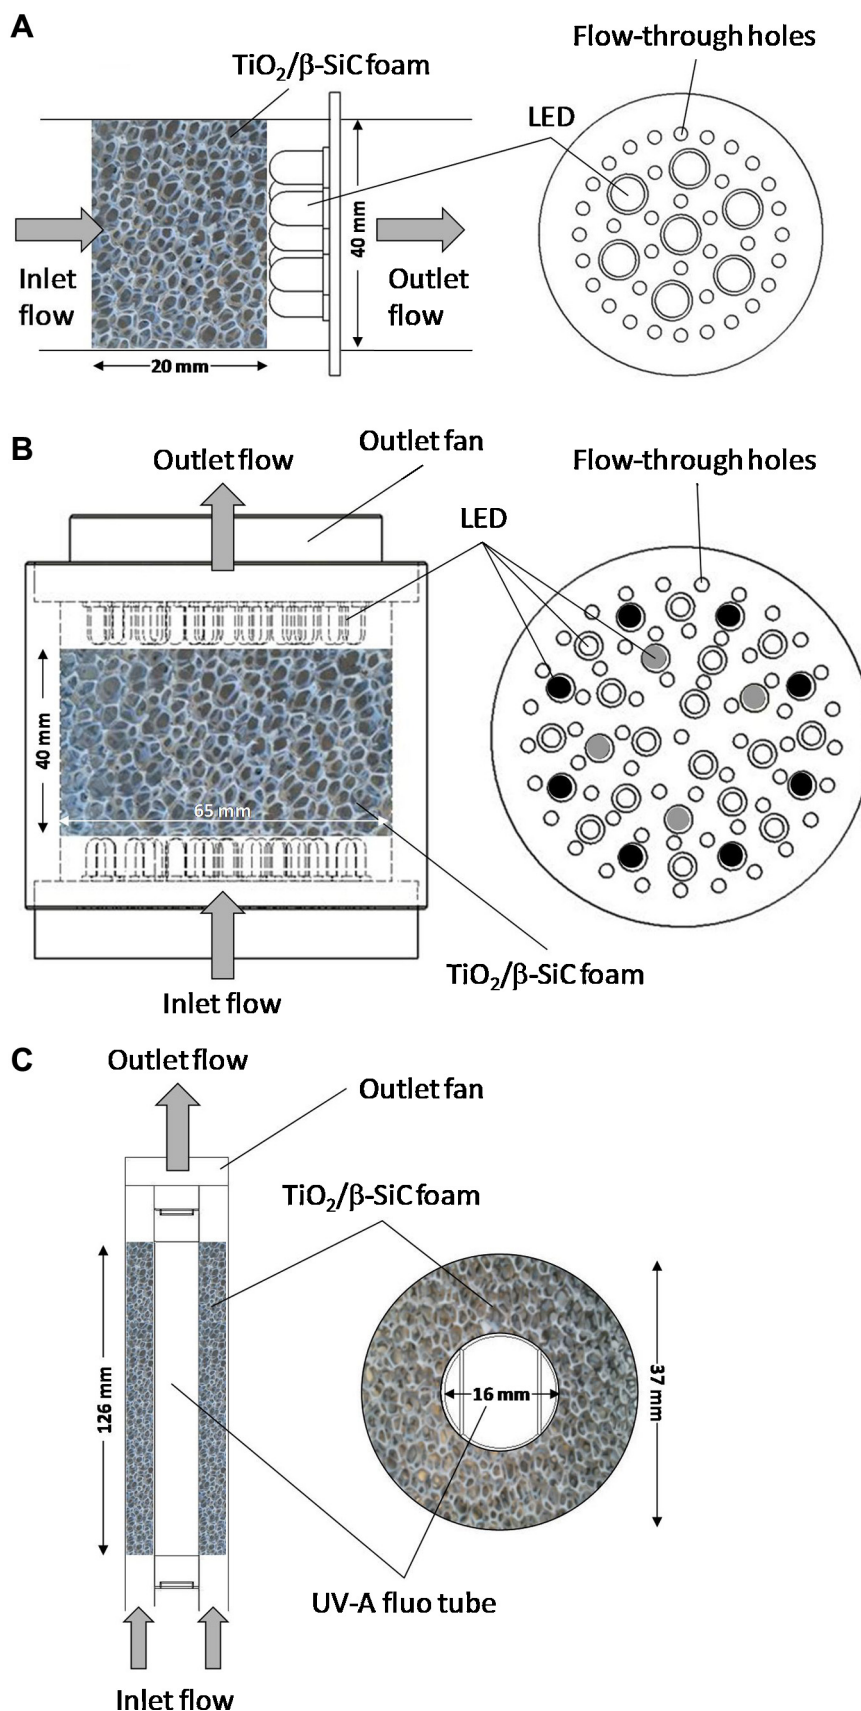 A
Flow-through holes
TiO₂/β-SiC foam
LED
40 mm
Inlet
flow
Outlet
flow
20 mm
B
Outlet fan
Outlet flow
Flow-through holes
LED
40 mm
65 mm
TiO₂/β-SiC foam
Inlet flow
C
Outlet flow
Outlet fan
TiO₂/β-SiC foam
126 mm
16 mm
37 mm
UV-A fluo tube
Inlet flow